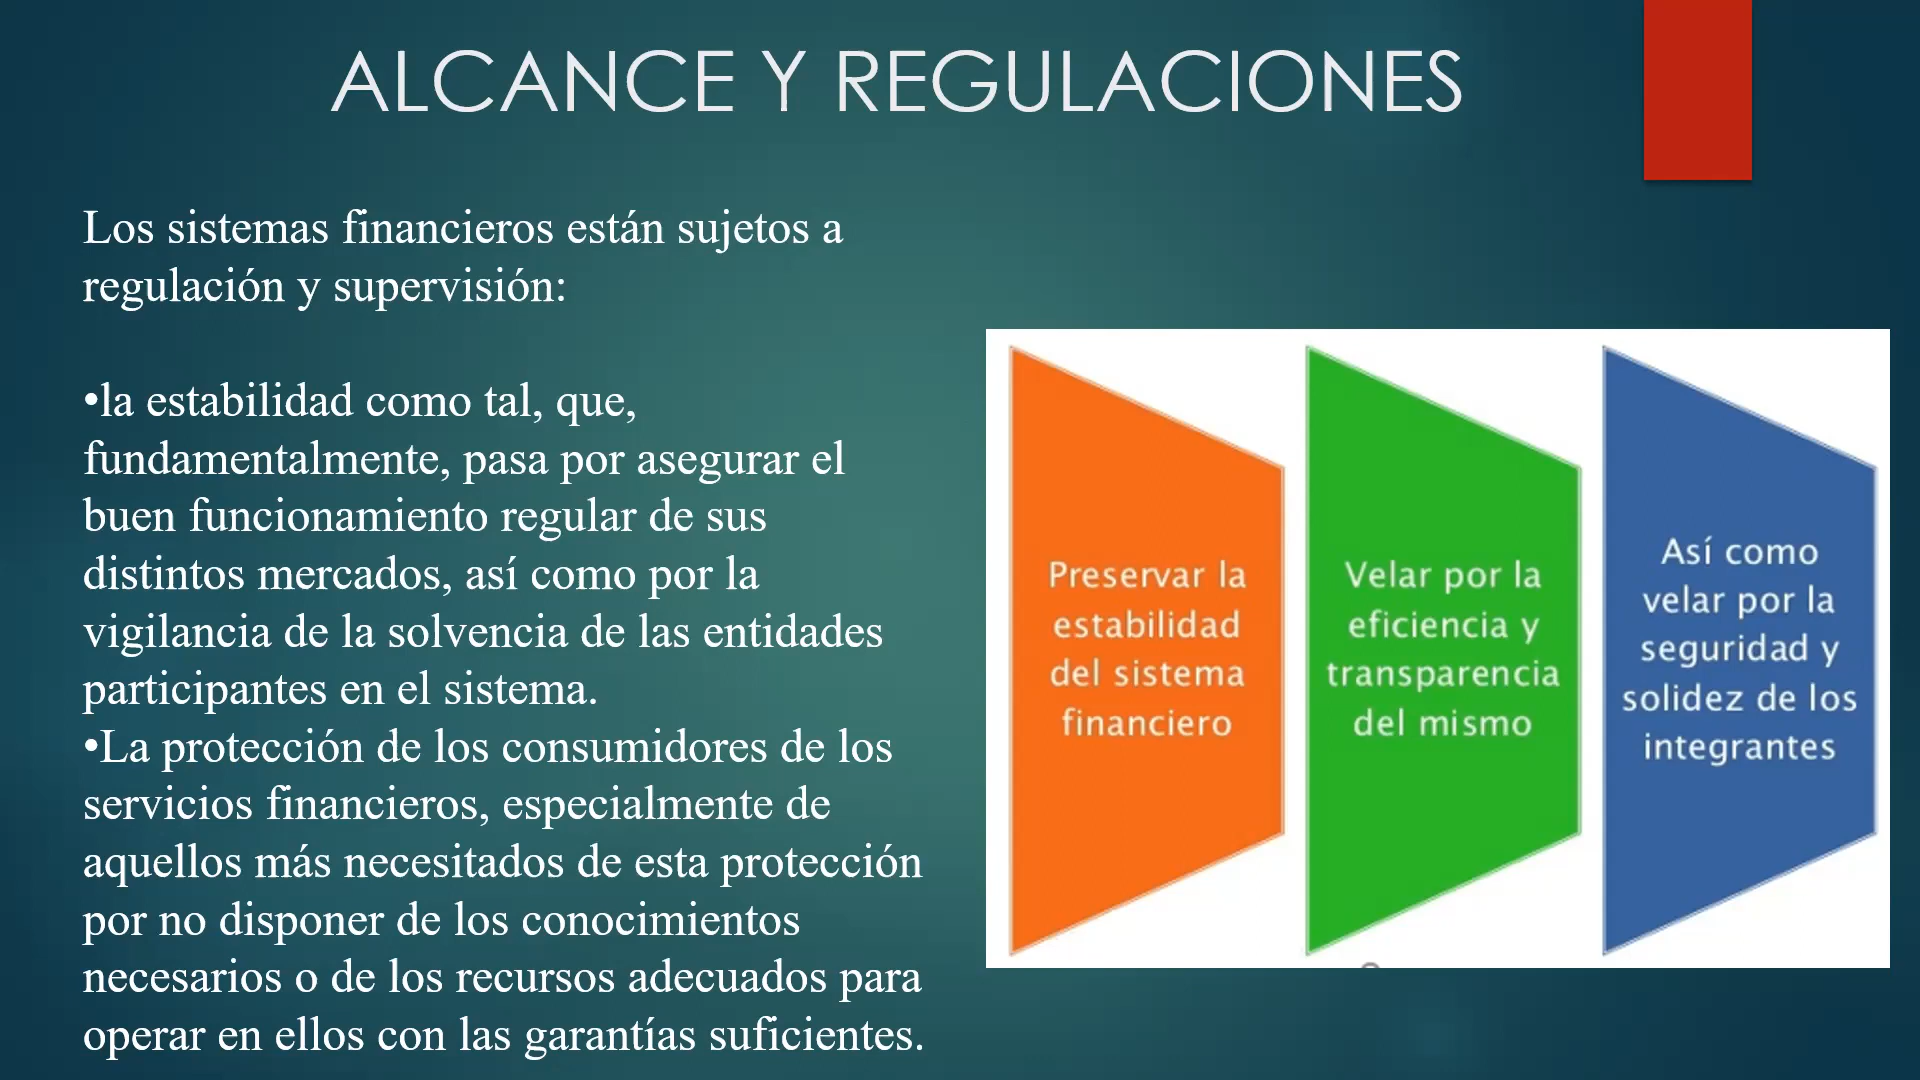 ALCANCE Y REGULACIONES
Los sistemas financieros están sujetos a
regulación y supervisión:
•la estabilidad como tal, que,
fundamentalmente, pasa por asegurar el
buen funcionamiento regular de sus
distintos mercados, así como por la
vigilancia de la solvencia de las entidades
participantes en el sistema.
•La protección de los consumidores de los
servicios financieros, especialmente de
aquellos más necesitados de esta protección
por no disponer de los conocimientos
necesarios o de los recursos adecuados para
operar en ellos con las garantías suficientes.
Preservar la
estabilidad
del sistema
financiero
Velar por la
eficiencia y
transparencia
del mismo
Así como
velar por la
seguridad y
solidez de los
integrantes